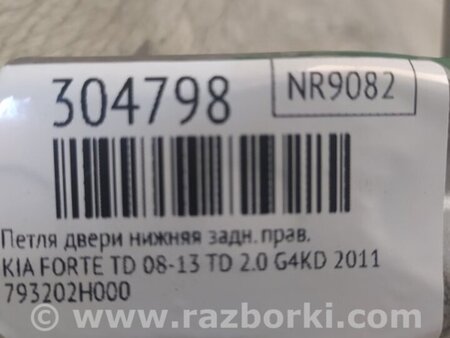 304798
NR9082
Петля двери нижняя задн. прав.
KIA FORTE TD 08-13 TD 2.0 G4KD 2011
793202H000
www.razborki.com